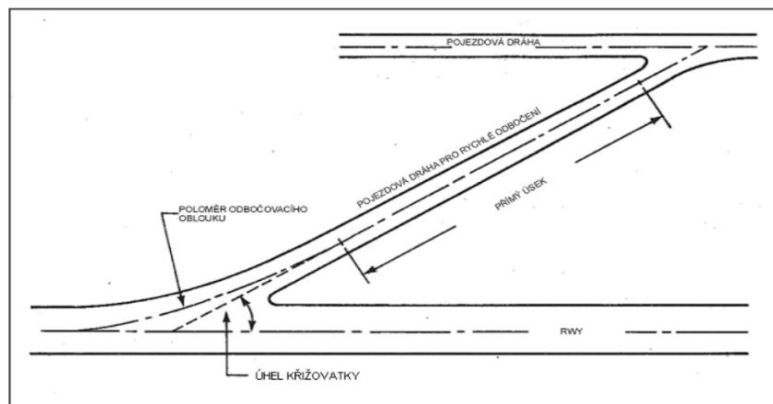 POJEZDOVÁ DRÁHA
POJEZDOVÁ DRÁHA PRO RYCHLÉ ODBOČENÍ
PŘÍMÝ ÚSEK
POLOMĚR ODBOČOVACÍHO
OBLOUKU
RWY
ÚHEL KŘIŽOVATKY